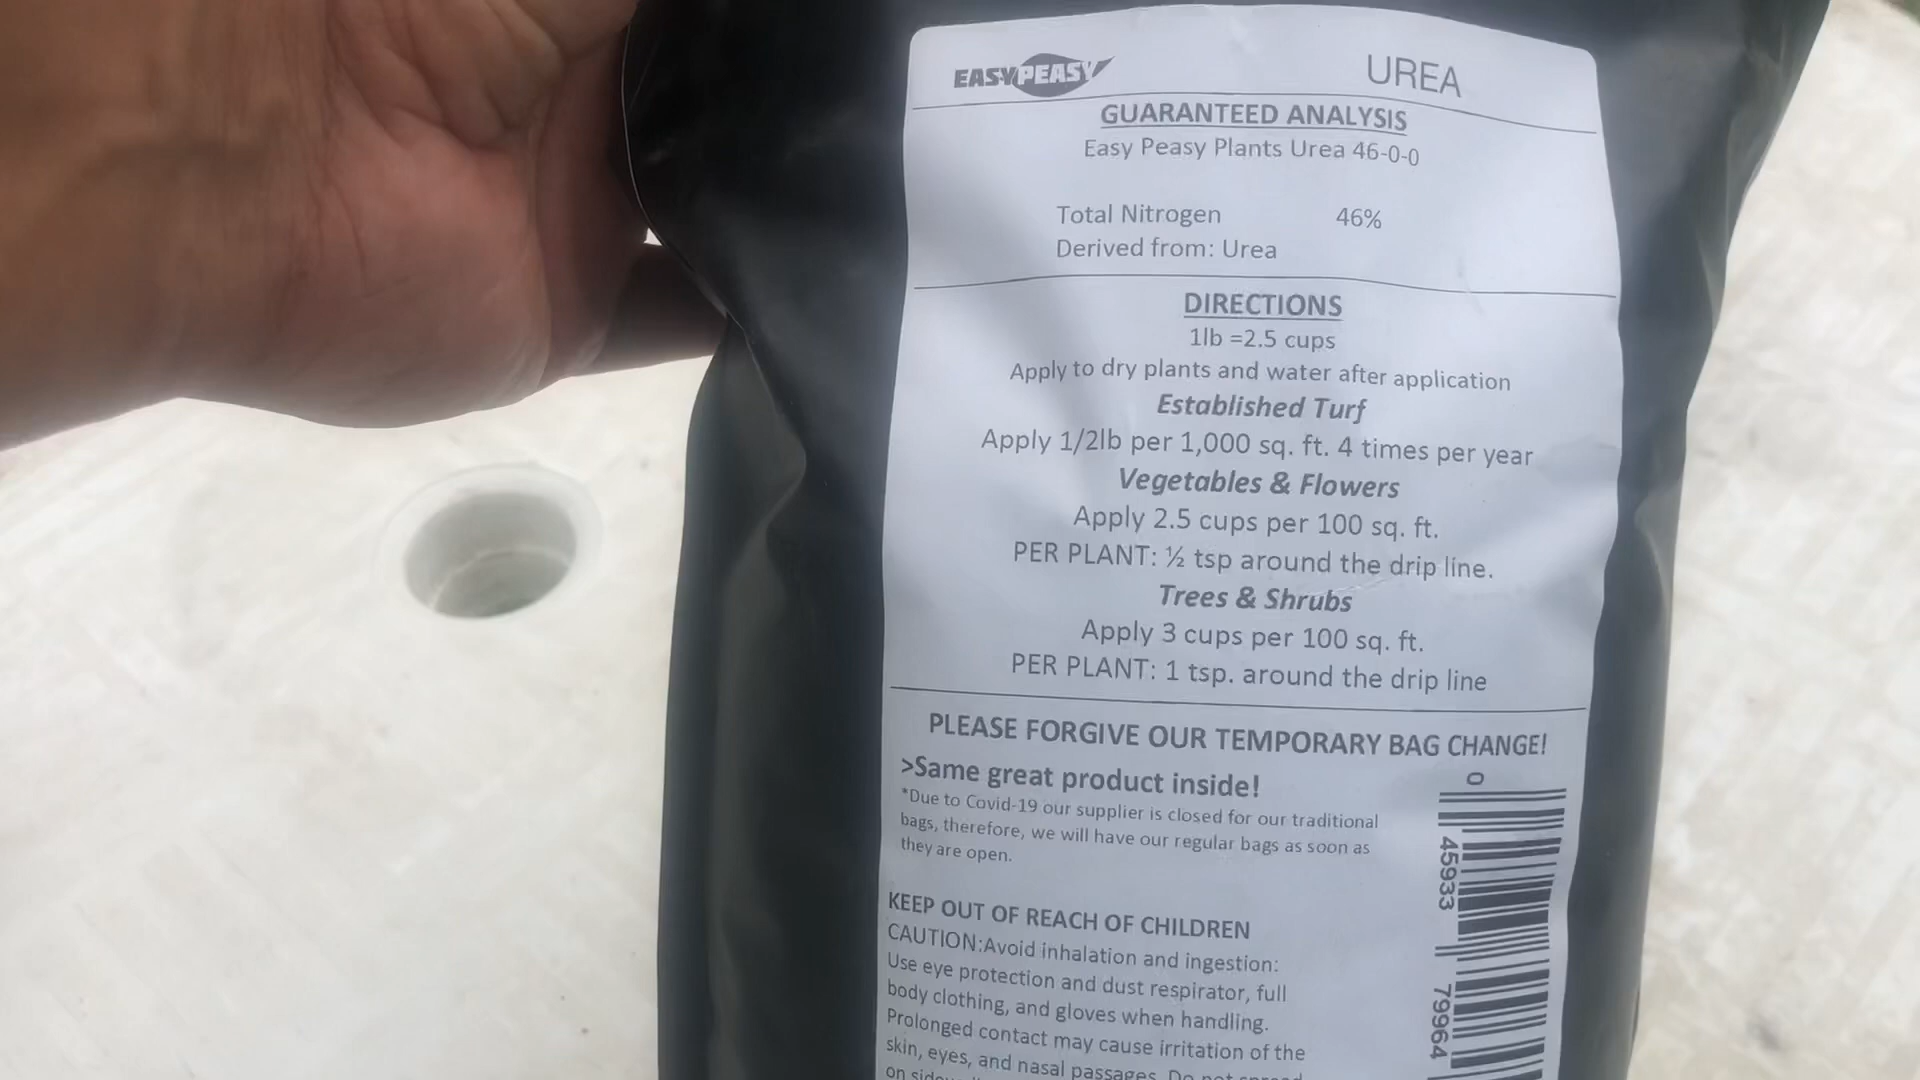 EASYPEASY
UREA
GUARANTEED ANALYSIS
Easy Peasy Plants Urea 46-0-0
Total Nitrogen 46%
Derived from: Urea
DIRECTIONS
1lb =2.5 cups
Apply to dry plants and water after application
Established Turf
Apply 1/2lb per 1,000 sq. ft. 4 times per year
Vegetables & Flowers
Apply 2.5 cups per 100 sq. ft.
PER PLANT: ½ tsp around the drip line.
Trees & Shrubs
Apply 3 cups per 100 sq. ft.
PER PLANT: 1 tsp. around the drip line
PLEASE FORGIVE OUR TEMPORARY BAG CHANGE!
>Same great product inside!
*Due to Covid-19 our supplier is closed for our traditional
bags, therefore, we will have our regular bags as soon as
they are open.
0 45933 79964
KEEP OUT OF REACH OF CHILDREN
CAUTION:Avoid inhalation and ingestion:
Use eye protection and dust respirator, full
body clothing, and gloves when handling.
Prolonged contact may cause irritation of the
skin, eyes, and nasal passages. Do not spread
on